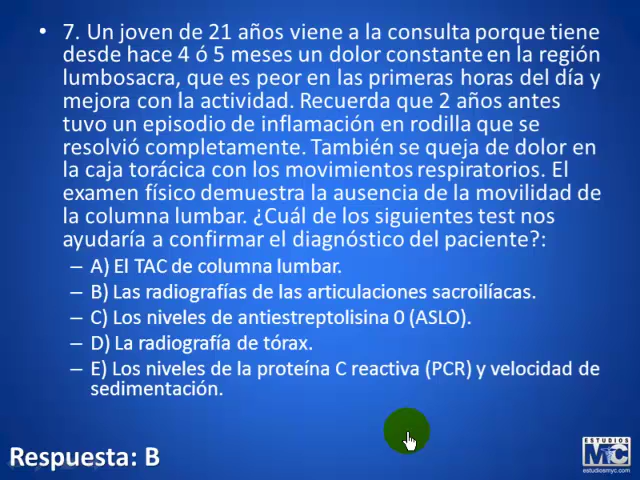 • 7. Un joven de 21 años viene a la consulta porque tiene
desde hace 4 ó 5 meses un dolor constante en la región
lumbosacra, que es peor en las primeras horas del día y
mejora con la actividad. Recuerda que 2 años antes
tuvo un episodio de inflamación en rodilla que se
resolvió completamente. También se queja de dolor en
la caja torácica con los movimientos respiratorios. El
examen físico demuestra la ausencia de la movilidad de
la columna lumbar. ¿Cuál de los siguientes test nos
ayudaría a confirmar el diagnóstico del paciente?:
– A) El TAC de columna lumbar.
– B) Las radiografías de las articulaciones sacroilíacas.
– C) Los niveles de antiestreptolisina 0 (ASLO).
– D) La radiografía de tórax.
– E) Los niveles de la proteína C reactiva (PCR) y velocidad de
sedimentación.
Respuesta: B
ESTUDIOS
MyC
estudiosmyc.com